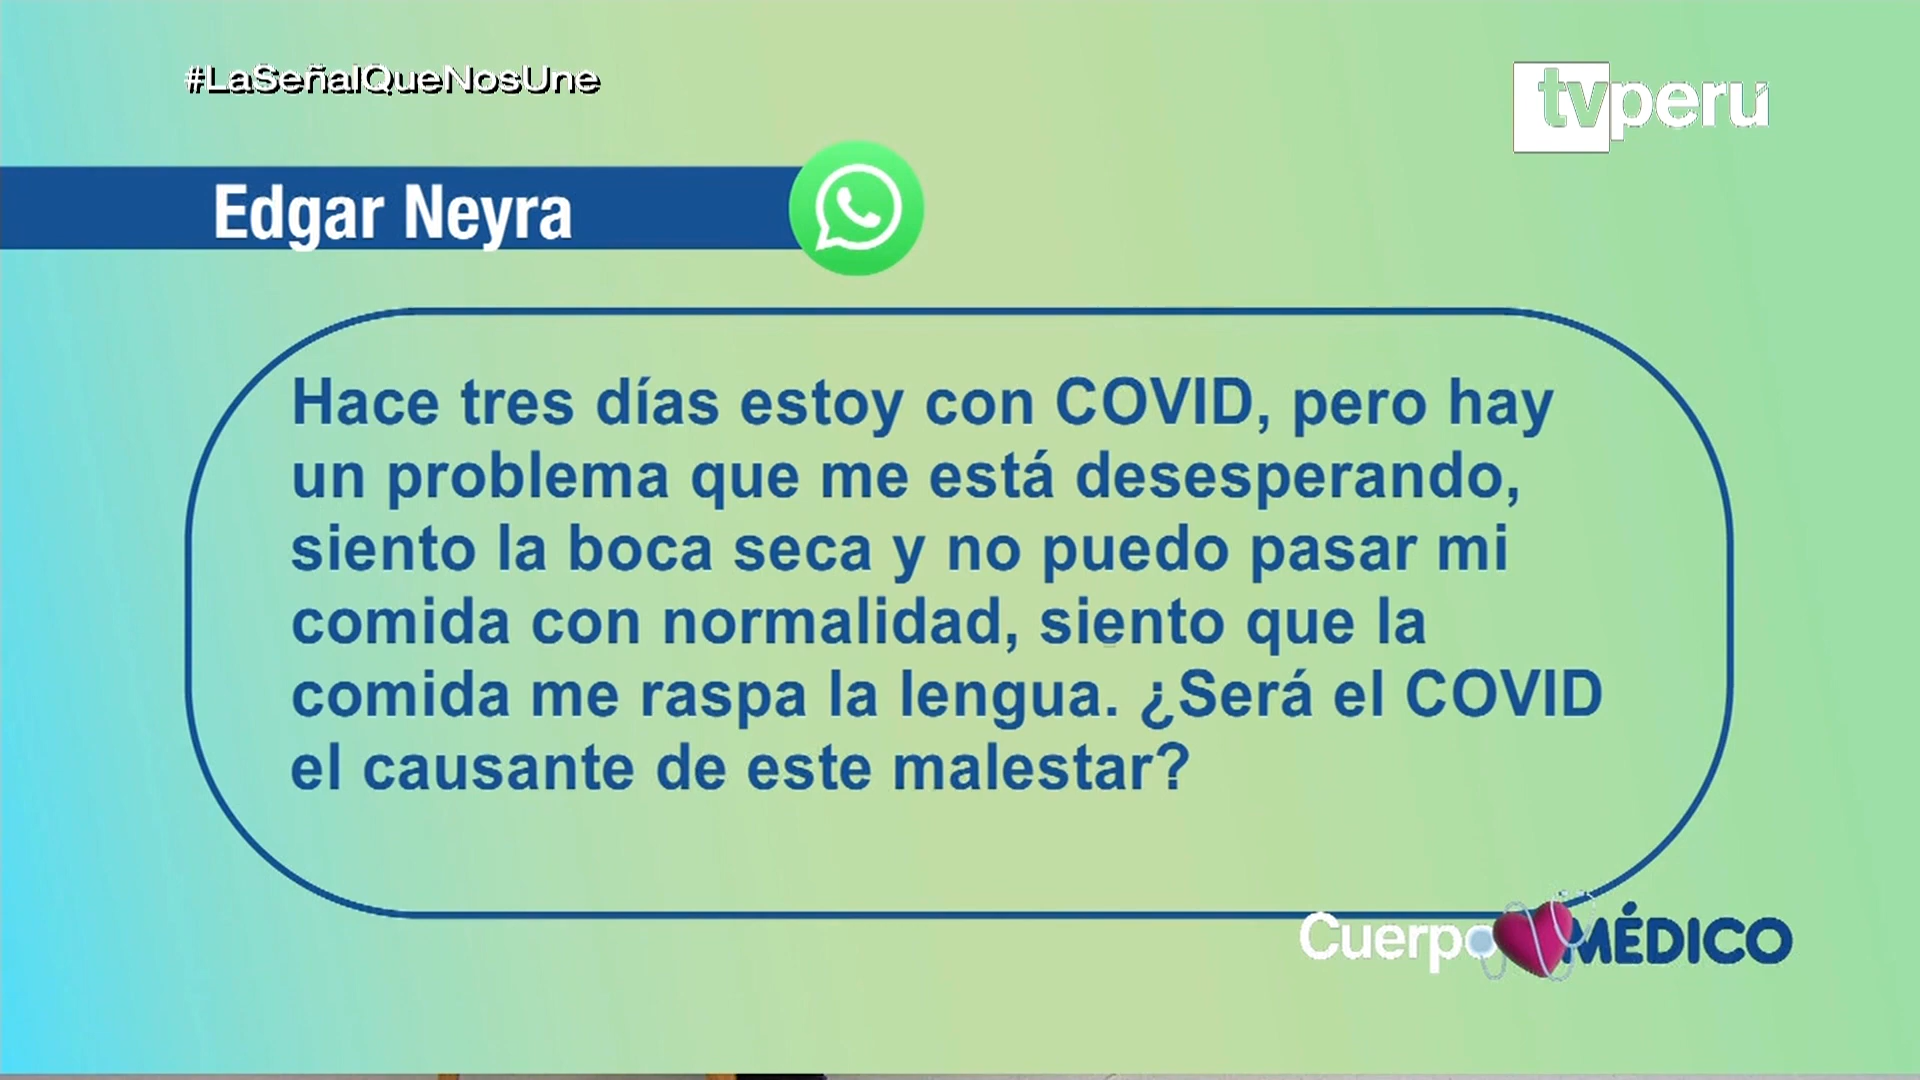 #LaSeñalQueNosUne
tvperú
Edgar Neyra
Hace tres días estoy con COVID, pero hay
un problema que me está desesperando,
siento la boca seca y no puedo pasar mi
comida con normalidad, siento que la
comida me raspa la lengua. ¿Será el COVID
el causante de este malestar?
Cuerpo MÉDICO